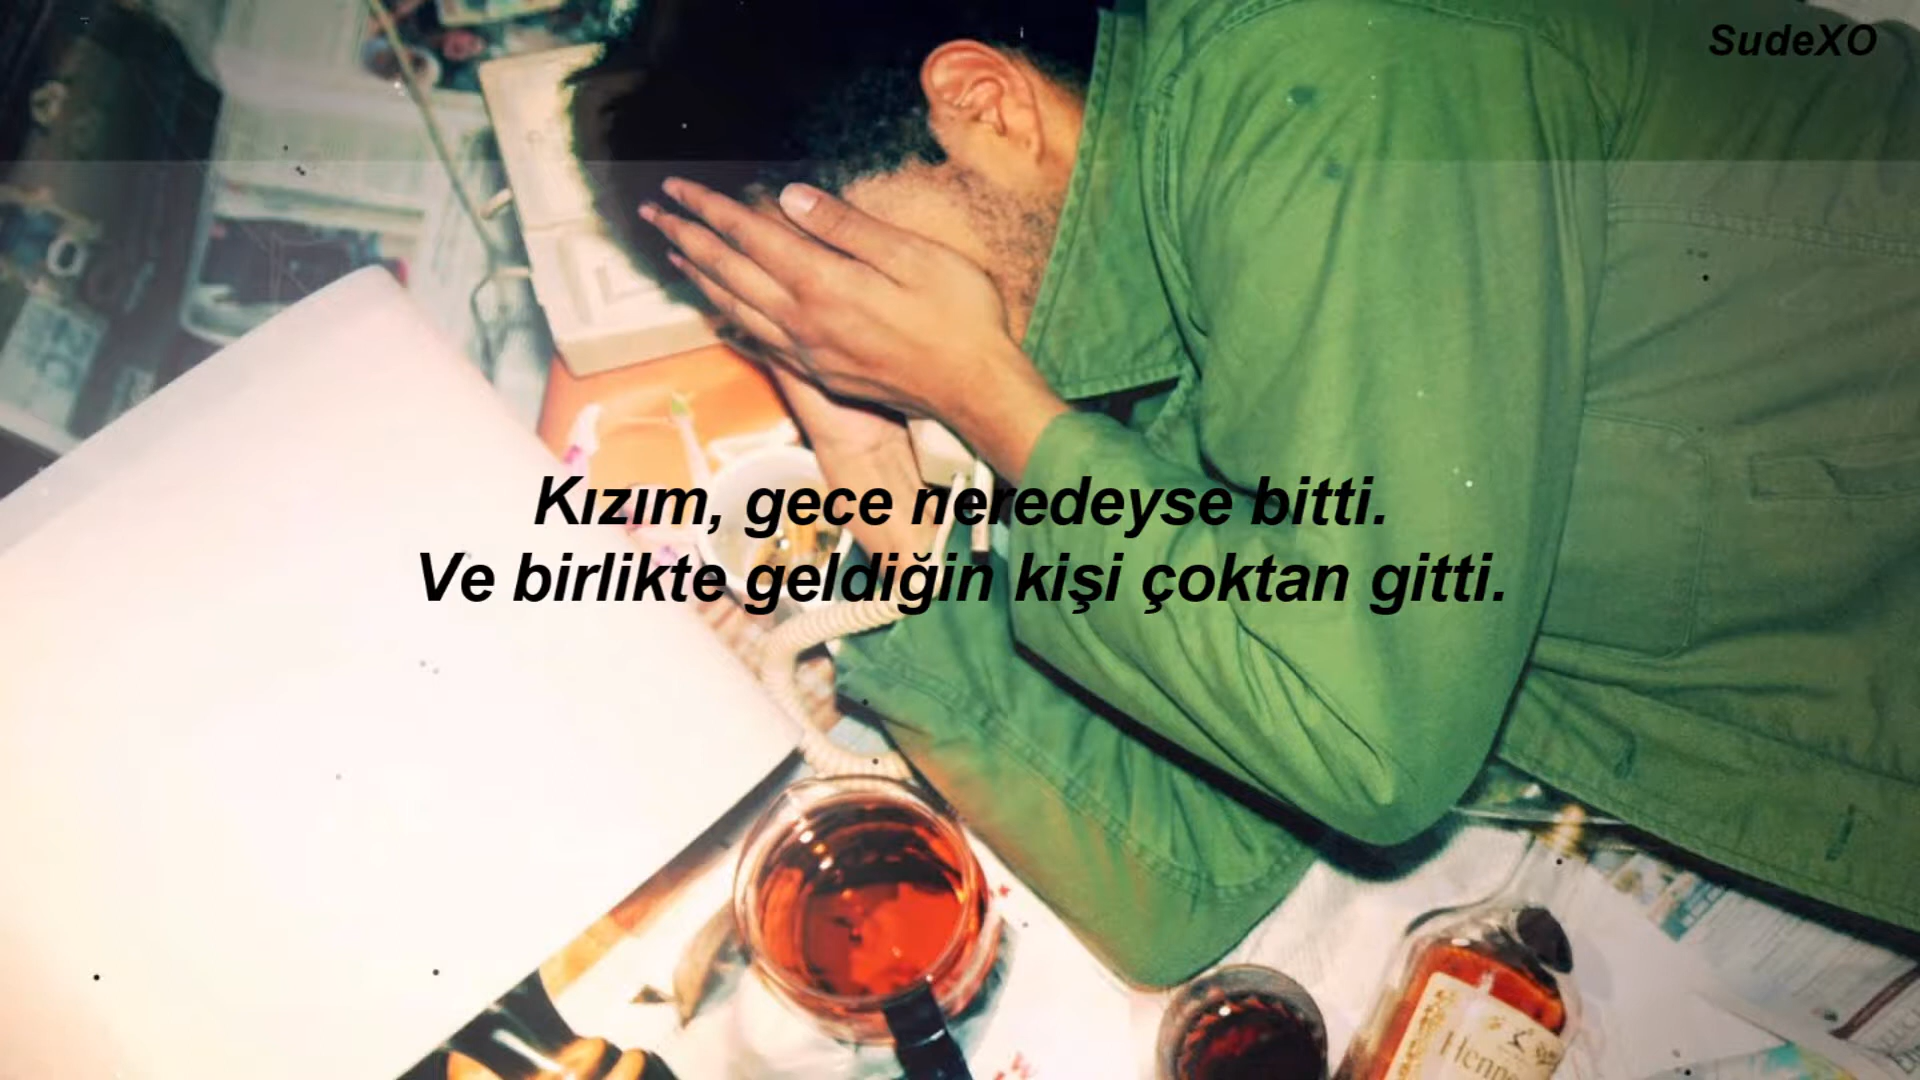 SudeXO
Kızım, gece neredeyse bitti.
Ve birlikte geldiğin kişi çoktan gitti.